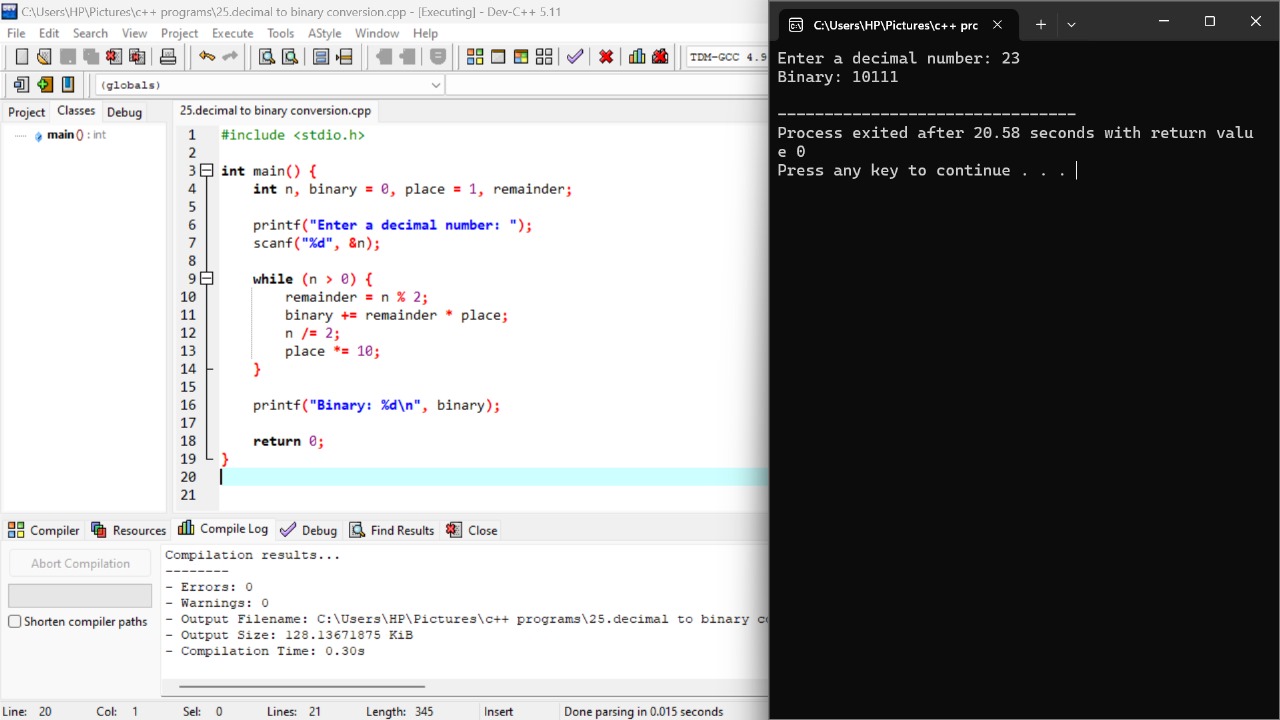 C:\Users\HP\Pictures\c++ programs\25.decimal to binary conversion.cpp - [Executing] - Dev-C++ 5.11
File Edit Search View Project Execute Tools AStyle Window Help
TDM-GCC 4.9
(globals)
Project Classes Debug
main () : int
25.decimal to binary conversion.cpp
1 #include <stdio.h>
2
3 int main() {
4 int n, binary = 0, place = 1, remainder;
5
6 printf("Enter a decimal number: ");
7 scanf("%d", &n);
8
9 while (n > 0) {
10 remainder = n % 2;
11 binary += remainder * place;
12 n /= 2;
13 place *= 10;
14 }
15
16 printf("Binary: %d\n", binary);
17
18 return 0;
19 }
20
21
Compiler Resources Compile Log Debug Find Results Close
Abort Compilation
Shorten compiler paths
Compilation results...
--------
- Errors: 0
- Warnings: 0
- Output Filename: C:\Users\HP\Pictures\c++ programs\25.decimal to binary co
- Output Size: 128.13671875 KiB
- Compilation Time: 0.30s
Line: 20 Col: 1 Sel: 0 Lines: 21 Length: 345 Insert Done parsing in 0.015 seconds
C:\Users\HP\Pictures\c++ prc
Enter a decimal number: 23
Binary: 10111
--------------------------------
Process exited after 20.58 seconds with return valu
e 0
Press any key to continue . . .